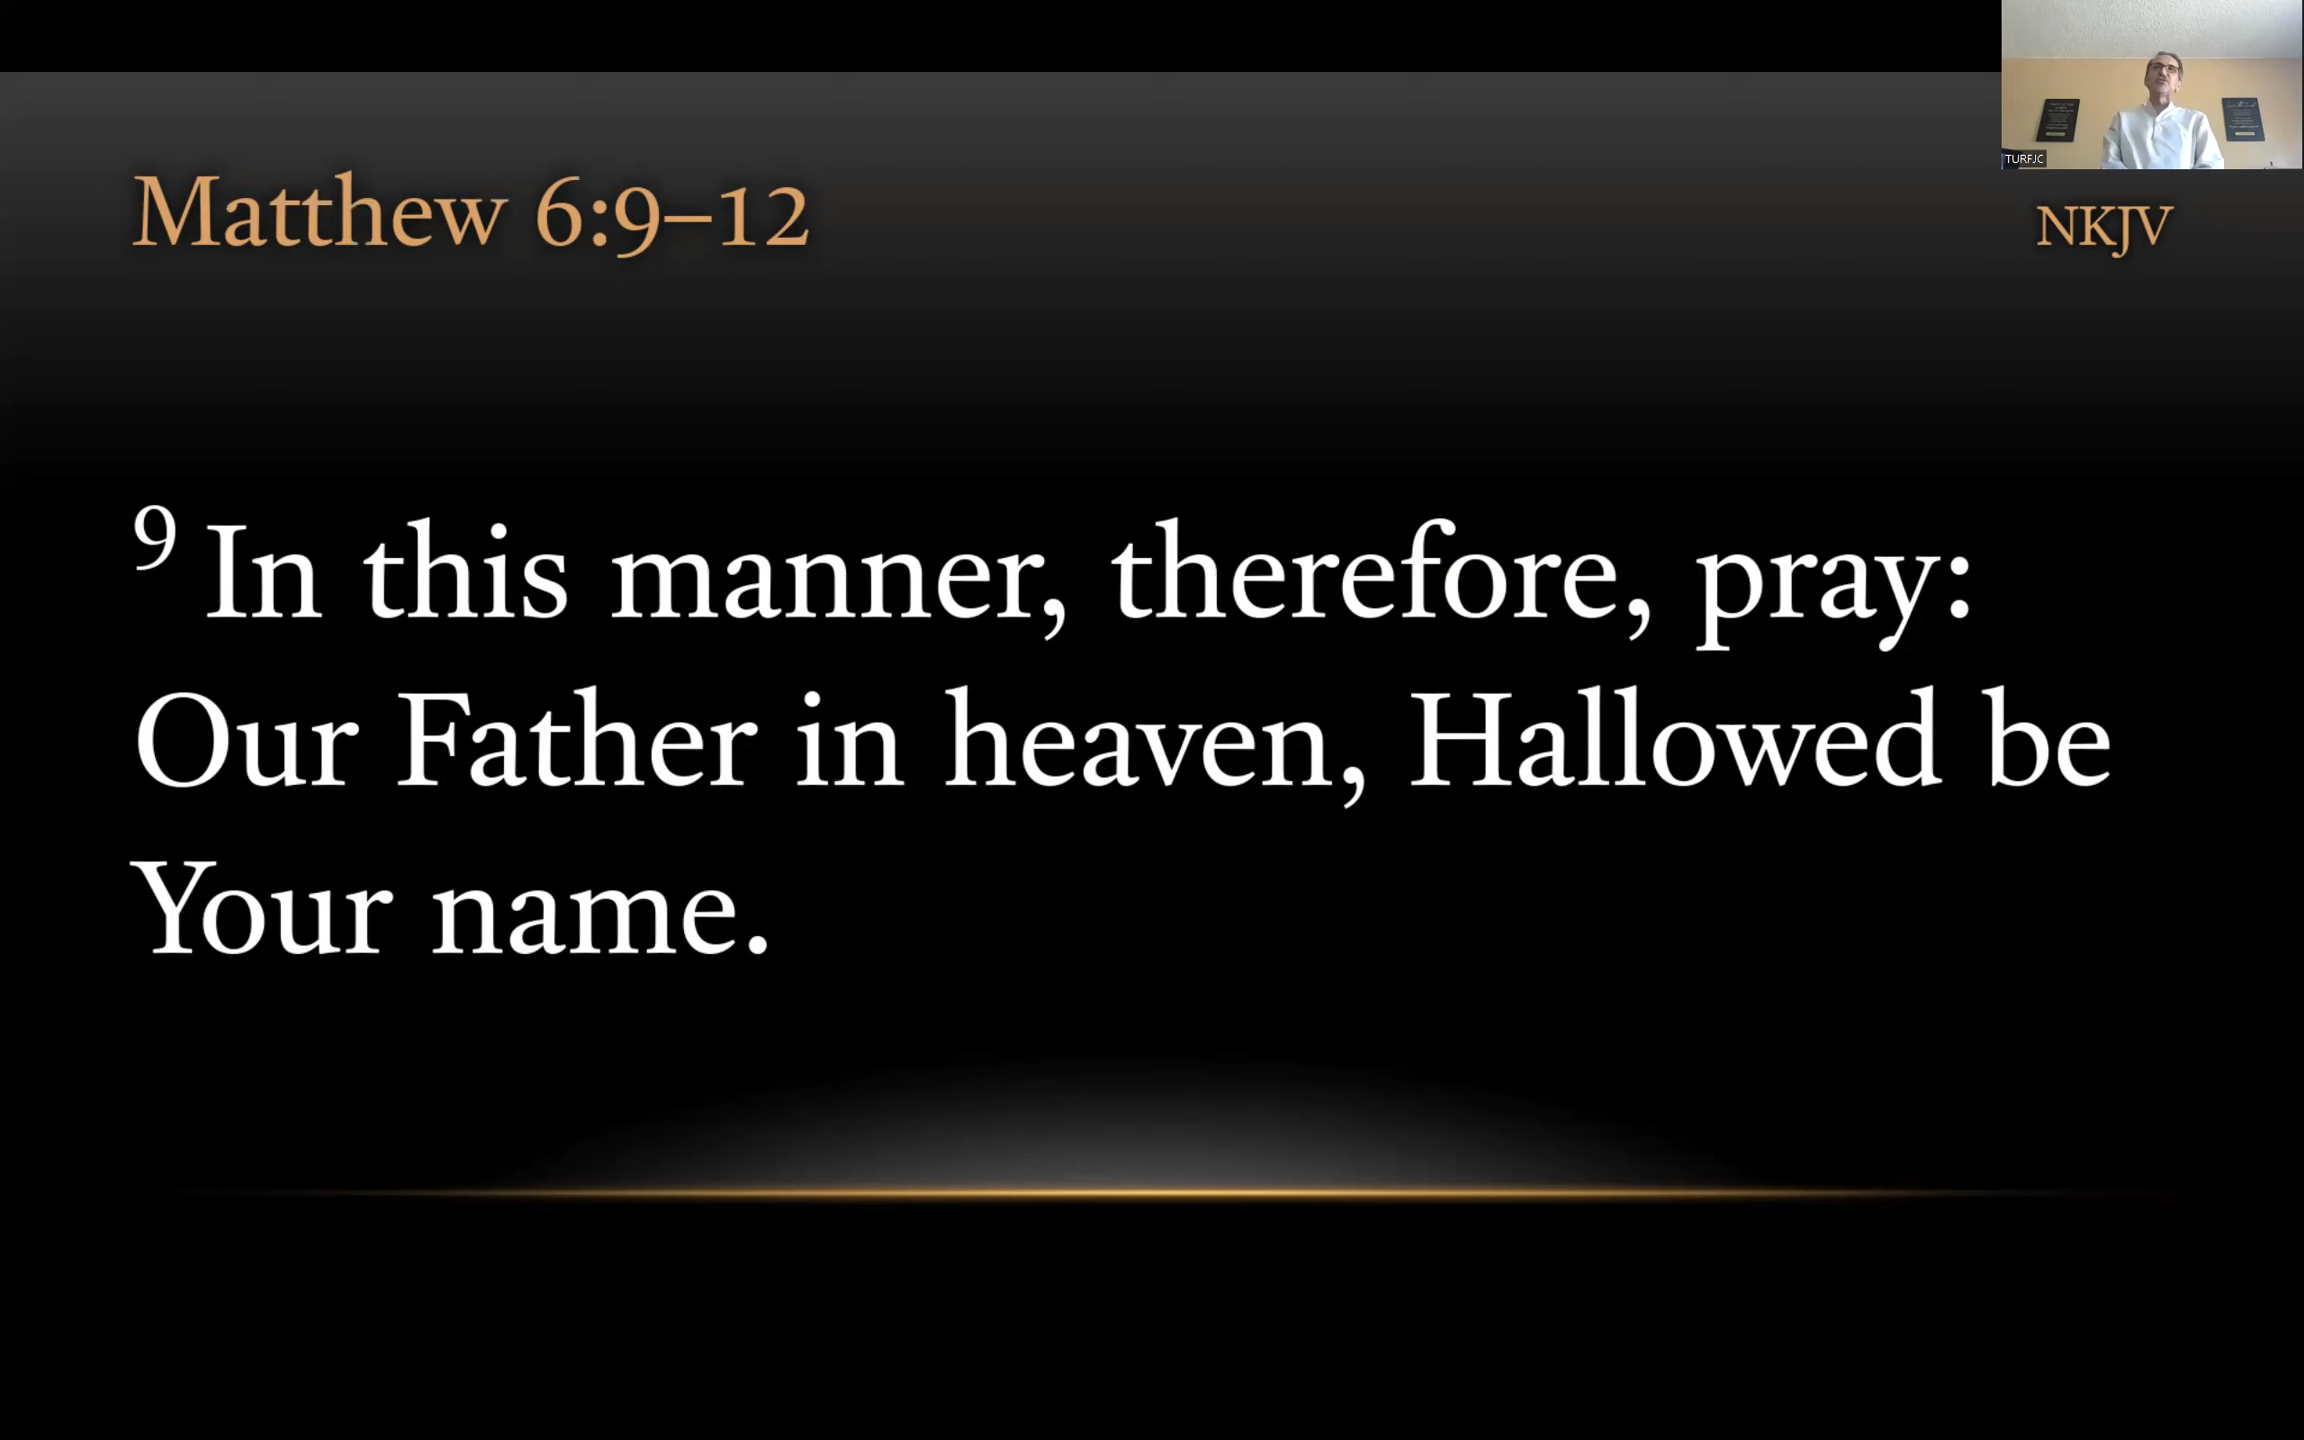 TURFJC
Matthew 6:9–12
NKJV
9 In this manner, therefore, pray:
Our Father in heaven, Hallowed be
Your name.